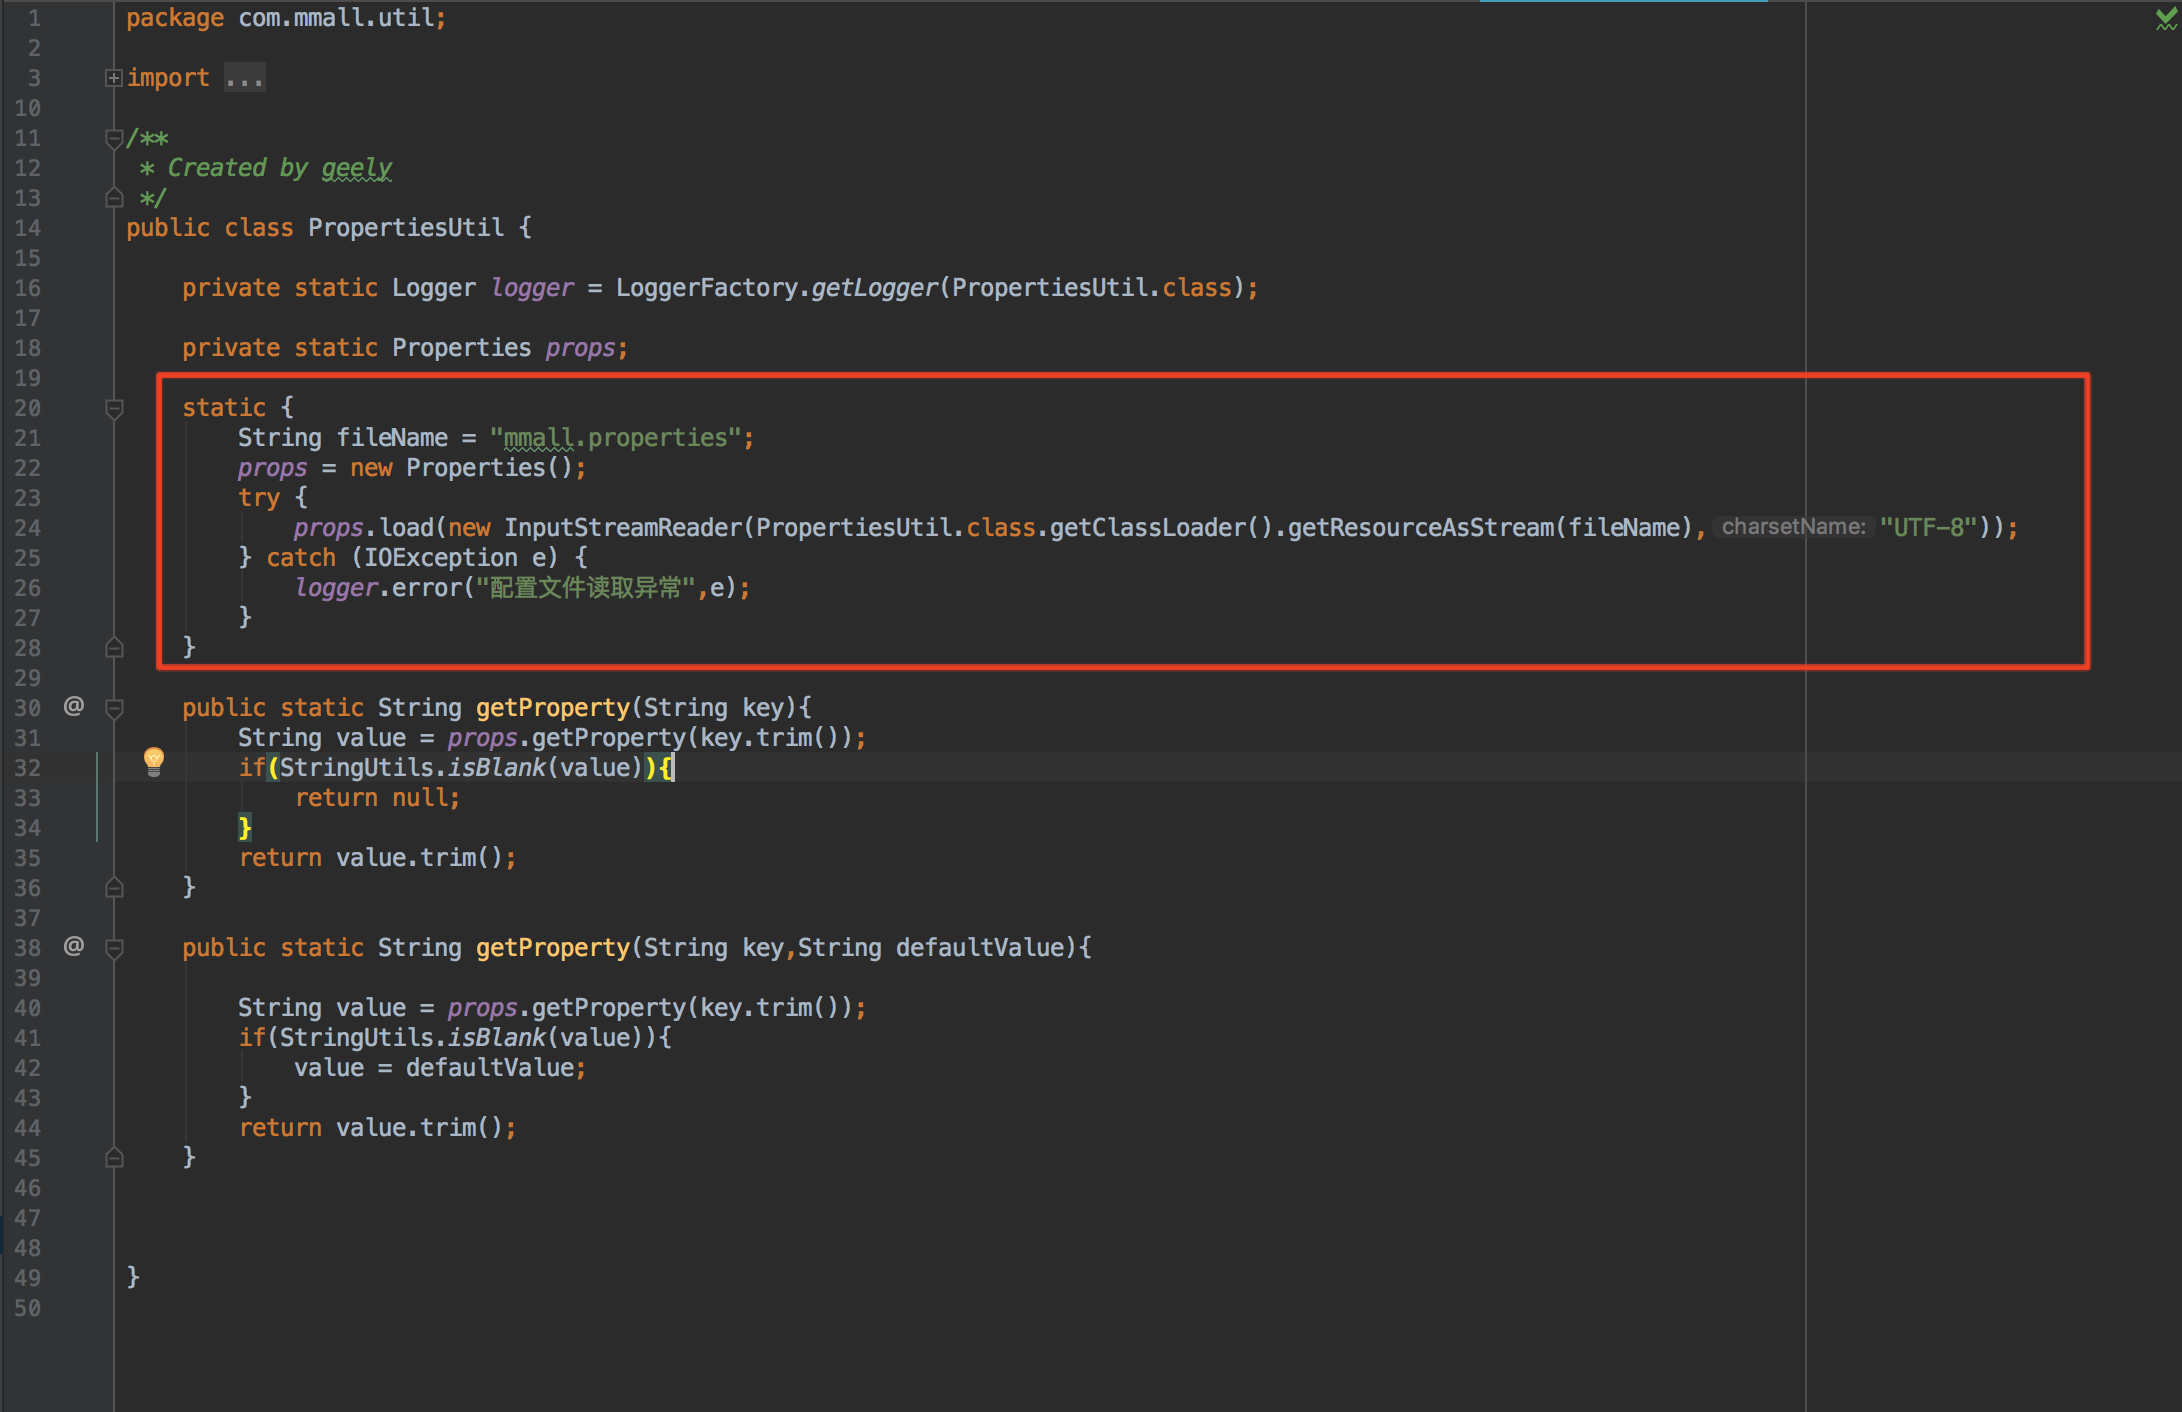 1 package com.mmall.util;
2
3 import ...
10
11 /**
12  * Created by geely
13  */
14 public class PropertiesUtil {
15
16     private static Logger logger = LoggerFactory.getLogger(PropertiesUtil.class);
17
18     private static Properties props;
19
20     static {
21         String fileName = "mmall.properties";
22         props = new Properties();
23         try {
24             props.load(new InputStreamReader(PropertiesUtil.class.getClassLoader().getResourceAsStream(fileName), charsetName: "UTF-8"));
25         } catch (IOException e) {
26             logger.error("配置文件读取异常",e);
27         }
28     }
29
30 @     public static String getProperty(String key){
31         String value = props.getProperty(key.trim());
32         if(StringUtils.isBlank(value)){
33             return null;
34         }
35         return value.trim();
36     }
37
38 @     public static String getProperty(String key,String defaultValue){
39
40         String value = props.getProperty(key.trim());
41         if(StringUtils.isBlank(value)){
42             value = defaultValue;
43         }
44         return value.trim();
45     }
46
47
48
49 }
50